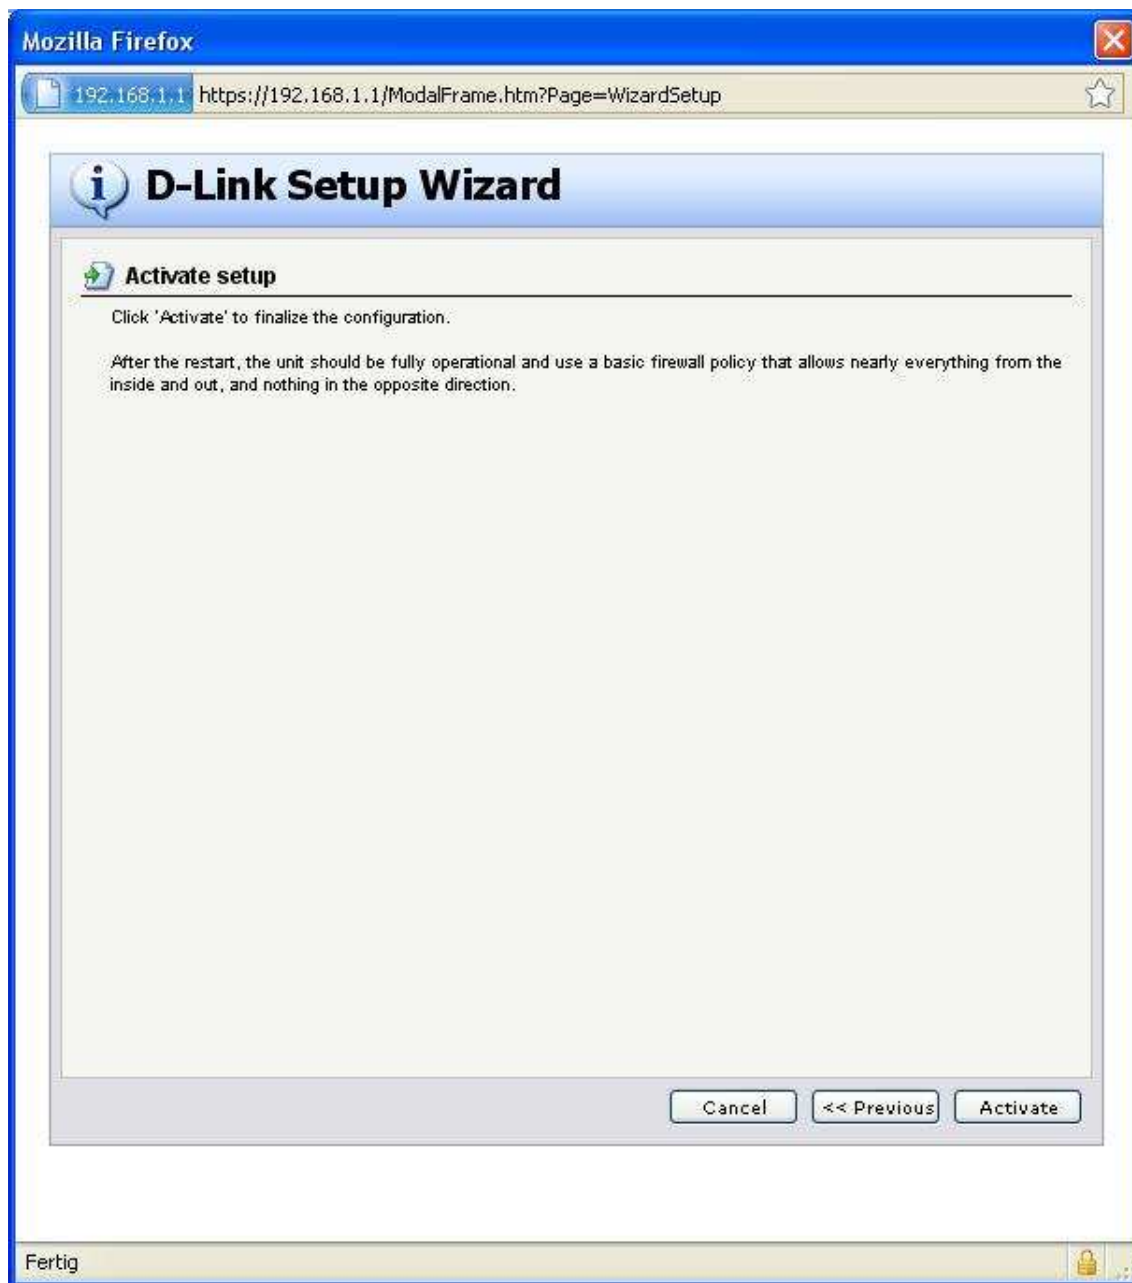 Mozilla Firefox
192.168.1.1 https://192.168.1.1/ModalFrame.htm?Page=WizardSetup
D-Link Setup Wizard
Activate setup
Click 'Activate' to finalize the configuration.
After the restart, the unit should be fully operational and use a basic firewall policy that allows nearly everything from the
inside and out, and nothing in the opposite direction.
Cancel << Previous Activate
Fertig